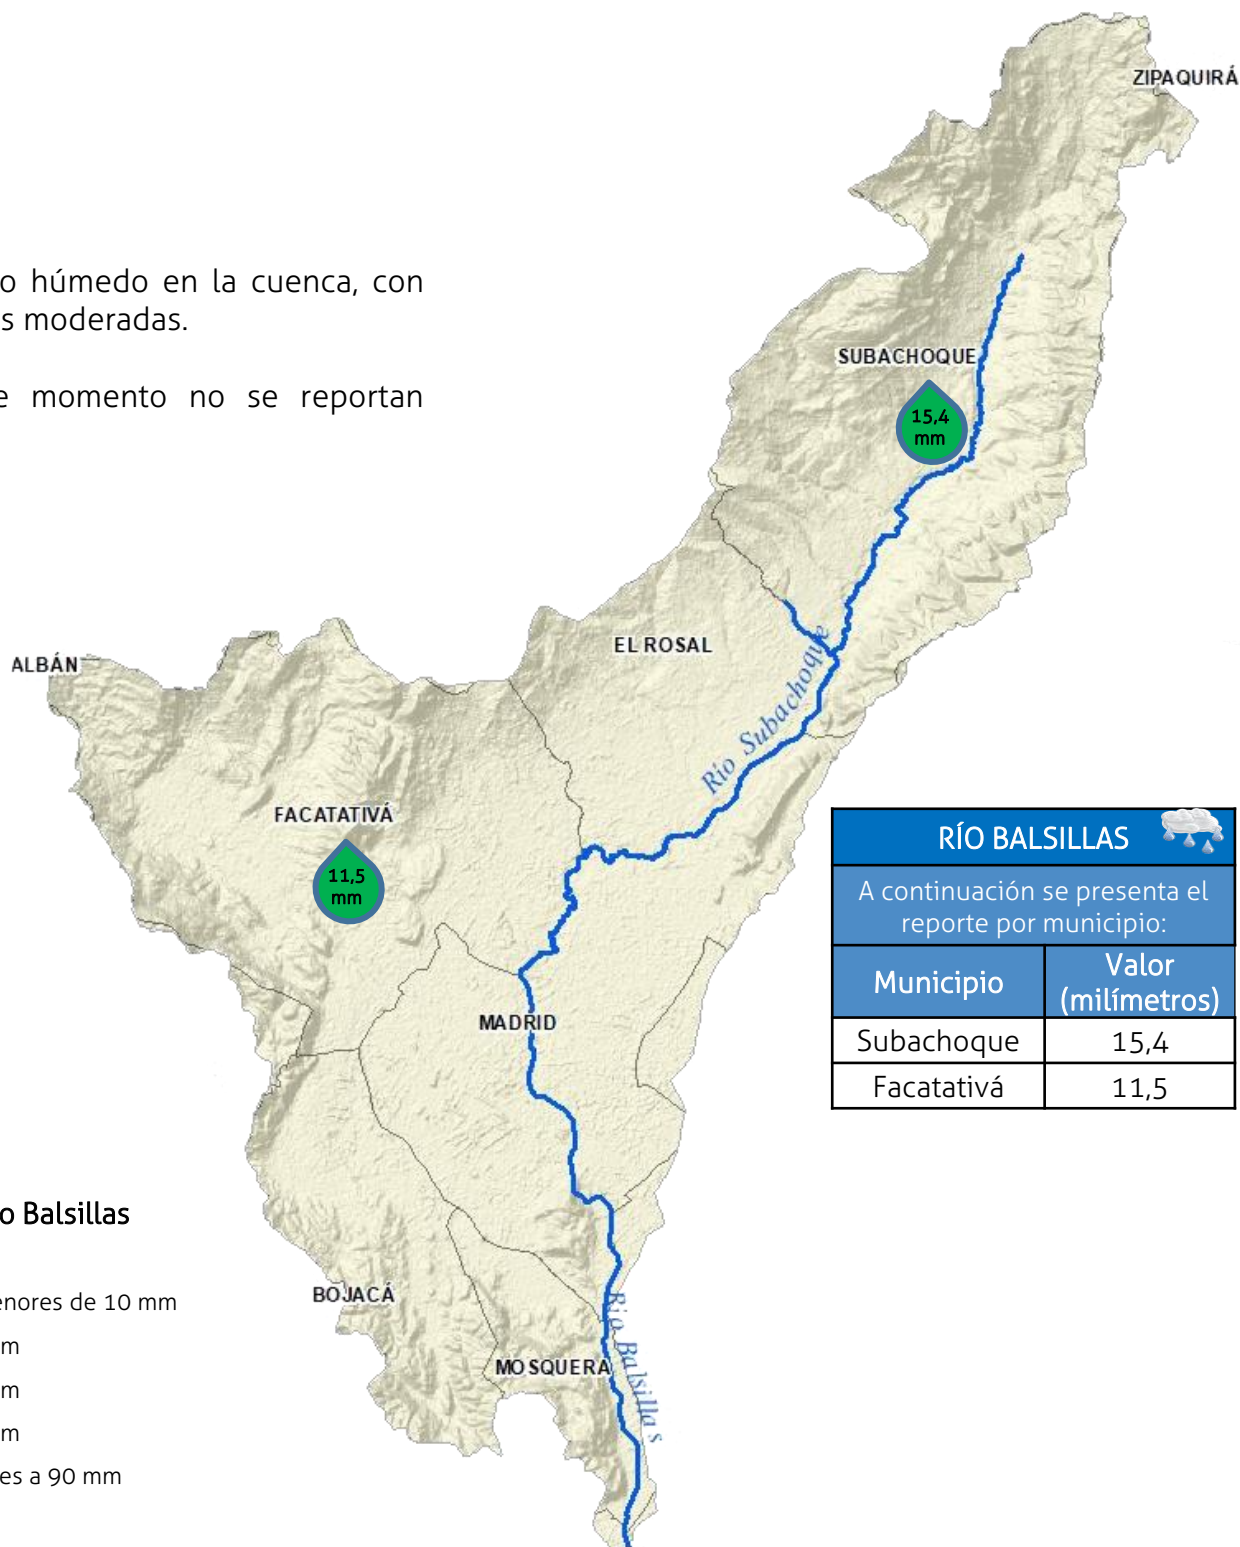 ZIPAQUIRÁ
o húmedo en la cuenca, con
s moderadas.
e momento no se reportan
SUBACHOQUE
15,4
mm
EL ROSAL
ALBÁN
Río Subachoque
FACATATIVÁ
11,5
mm
RÍO BALSILLAS
A continuación se presenta el
reporte por municipio:
Municipio Valor (milímetros)
Subachoque 15,4
Facatativá 11,5
MADRID
o Balsillas
enores de 10 mm
m
m
m
es a 90 mm
BOJACÁ
MOSQUERA
Río Balsillas